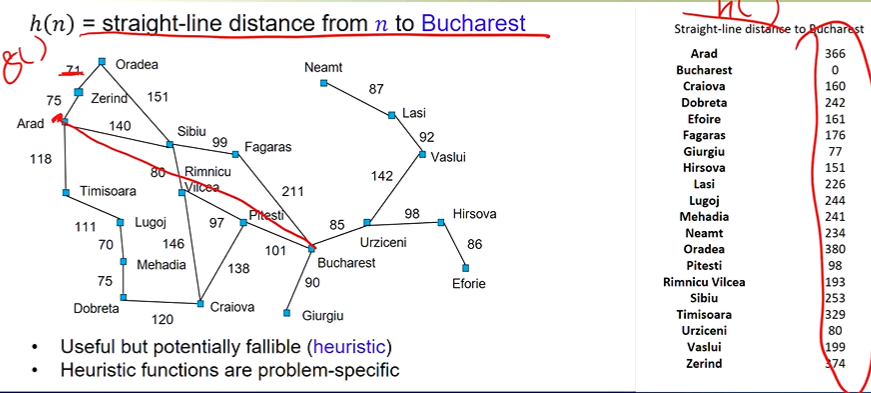 h(n) = straight-line distance from n to Bucharest
h( )
g( )
Straight-line distance to Bucharest
Arad 366
Bucharest 0
Craiova 160
Dobreta 242
Efoire 161
Fagaras 176
Giurgiu 77
Hirsova 151
Lasi 226
Lugoj 244
Mehadia 241
Neamt 234
Oradea 380
Pitesti 98
Rimnicu Vilcea 193
Sibiu 253
Timisoara 329
Urziceni 80
Vaslui 199
Zerind 374
Oradea
Neamt
71
87
75
Zerind
151
Lasi
Arad
140
Sibiu
99
Fagaras
92
Vaslui
118
80
Rimnicu
Vilcea
142
Timisoara
211
98
Hirsova
111
Lugoj
97
Pitesti
85
Urziceni
70
146
101
86
Mehadia
138
Bucharest
75
90
Eforie
Dobreta
120
Craiova
Giurgiu
• Useful but potentially fallible (heuristic)
• Heuristic functions are problem-specific